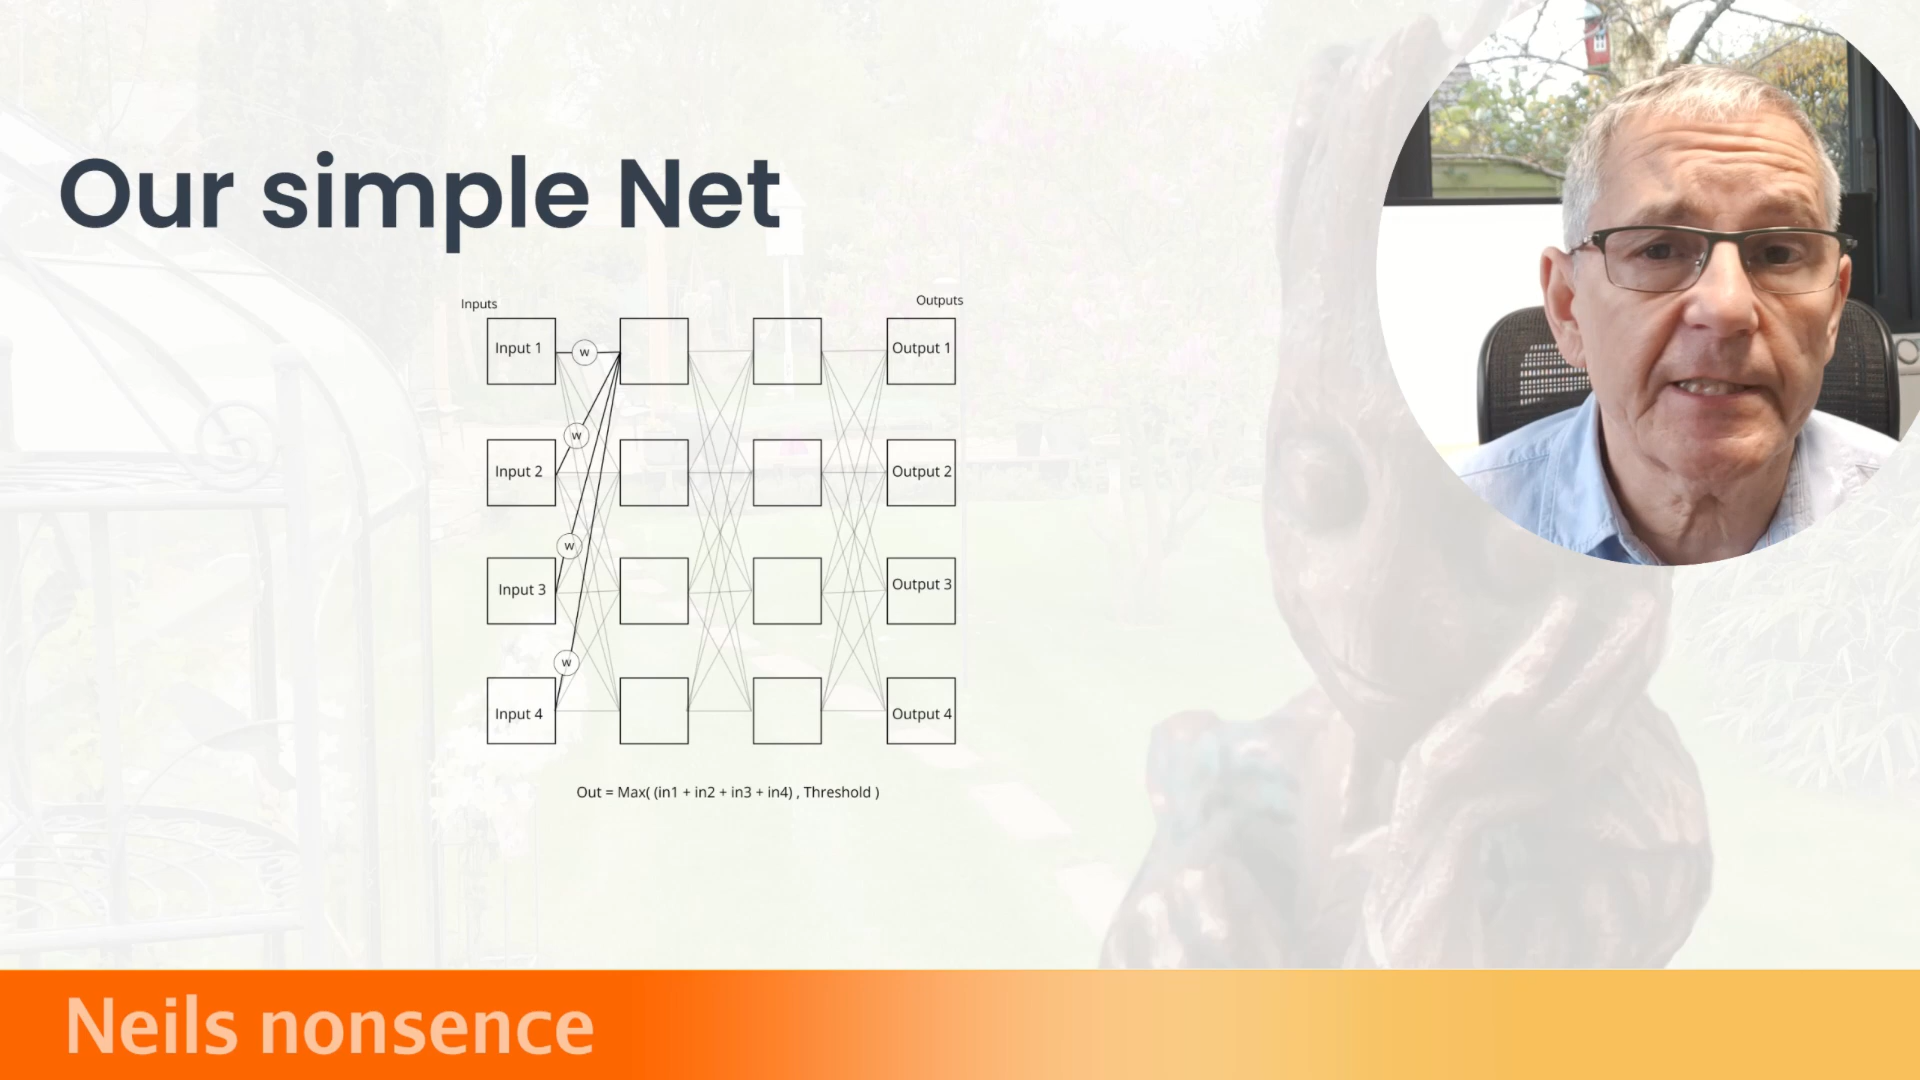 Our simple Net
Inputs
Outputs
Input 1
w
Output 1
w
Input 2
Output 2
w
Input 3
Output 3
w
Input 4
Output 4
Out = Max( (in1 + in2 + in3 + in4) , Threshold )
Neils nonsence